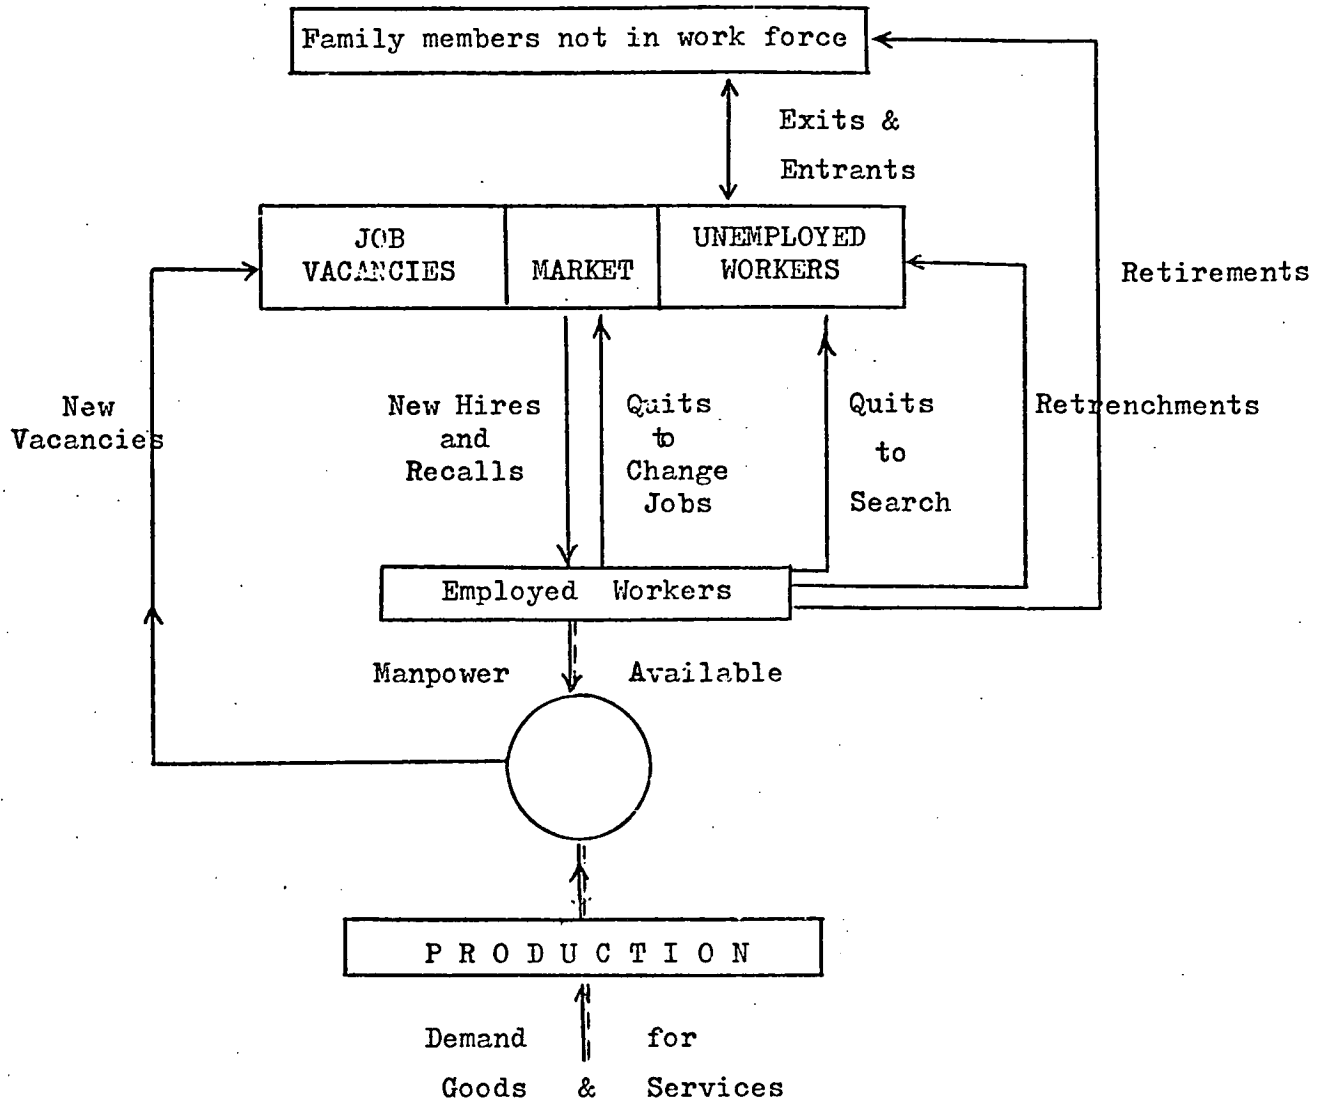 Family members not in work force
Exits &
Entrants
JOB
VACANCIES
MARKET
UNEMPLOYED
WORKERS
Retirements
New
Vacancies
New Hires
and
Recalls
Quits
to
Change
Jobs
Quits
to
Search
Retrenchments
Employed Workers
Manpower Available
PRODUCTION
Demand for
Goods & Services